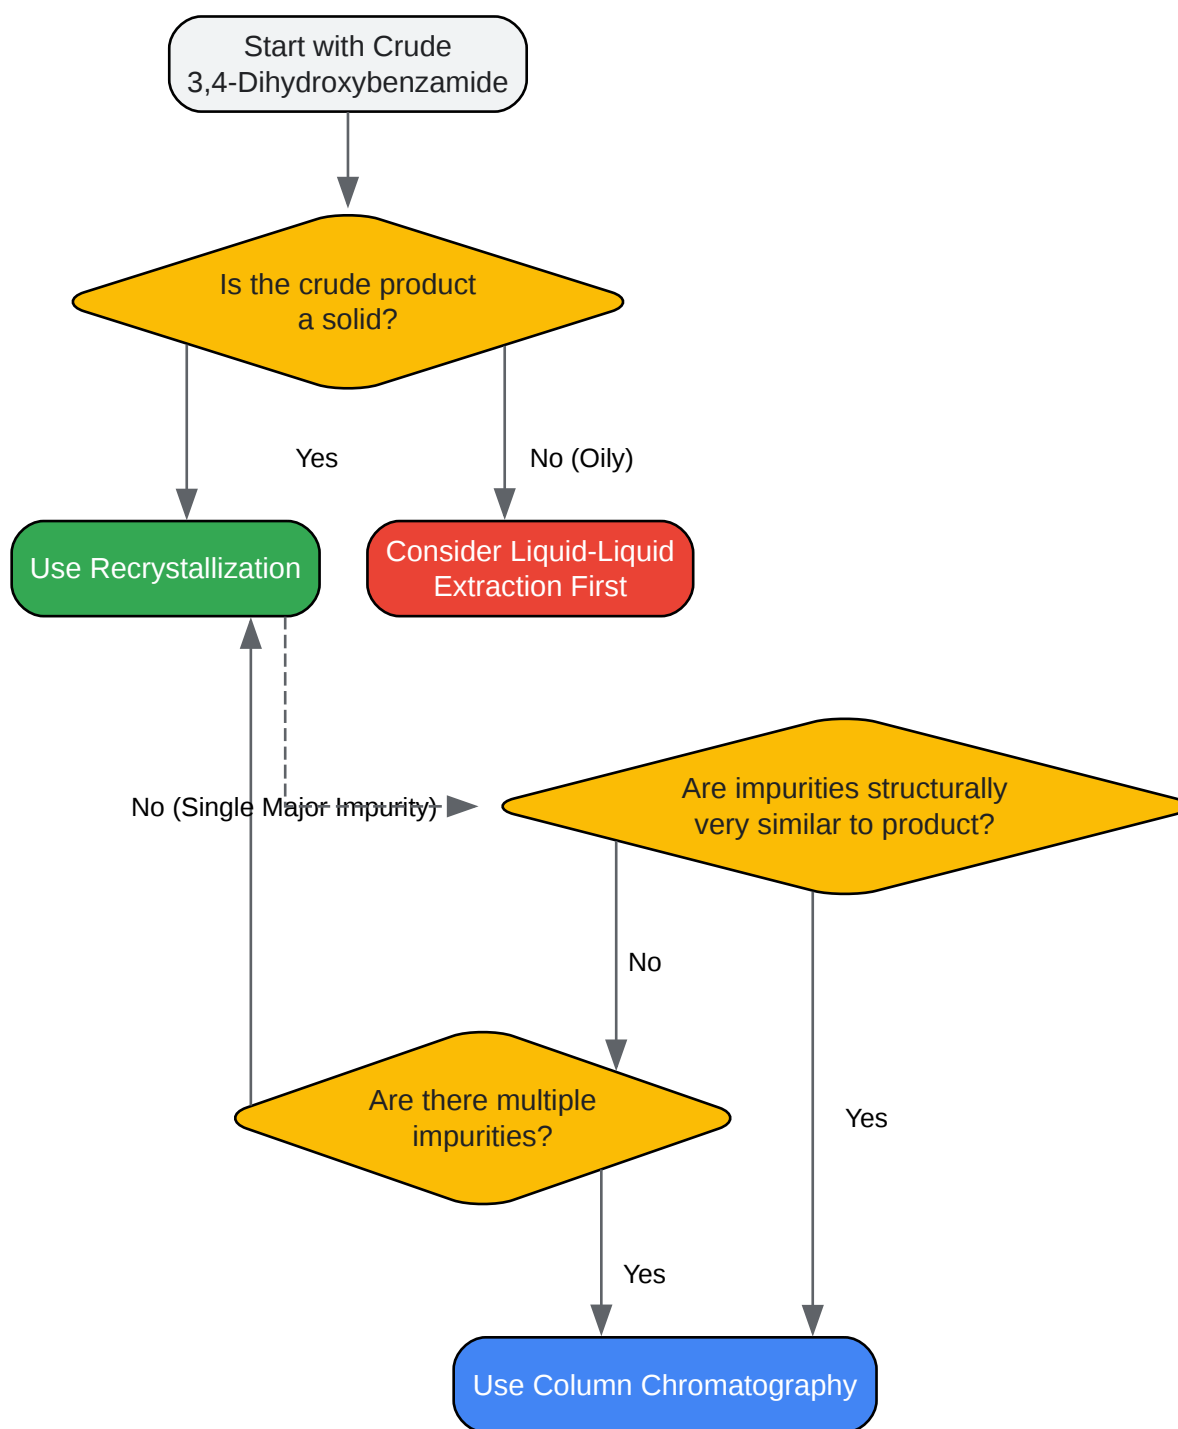 Start with Crude
3,4-Dihydroxybenzamide
Is the crude product
a solid?
Yes
No (Oily)
Use Recrystallization
Consider Liquid-Liquid
Extraction First
No (Single Major Impurity)
Are impurities structurally
very similar to product?
No
Are there multiple
impurities?
Yes
Yes
Use Column Chromatography